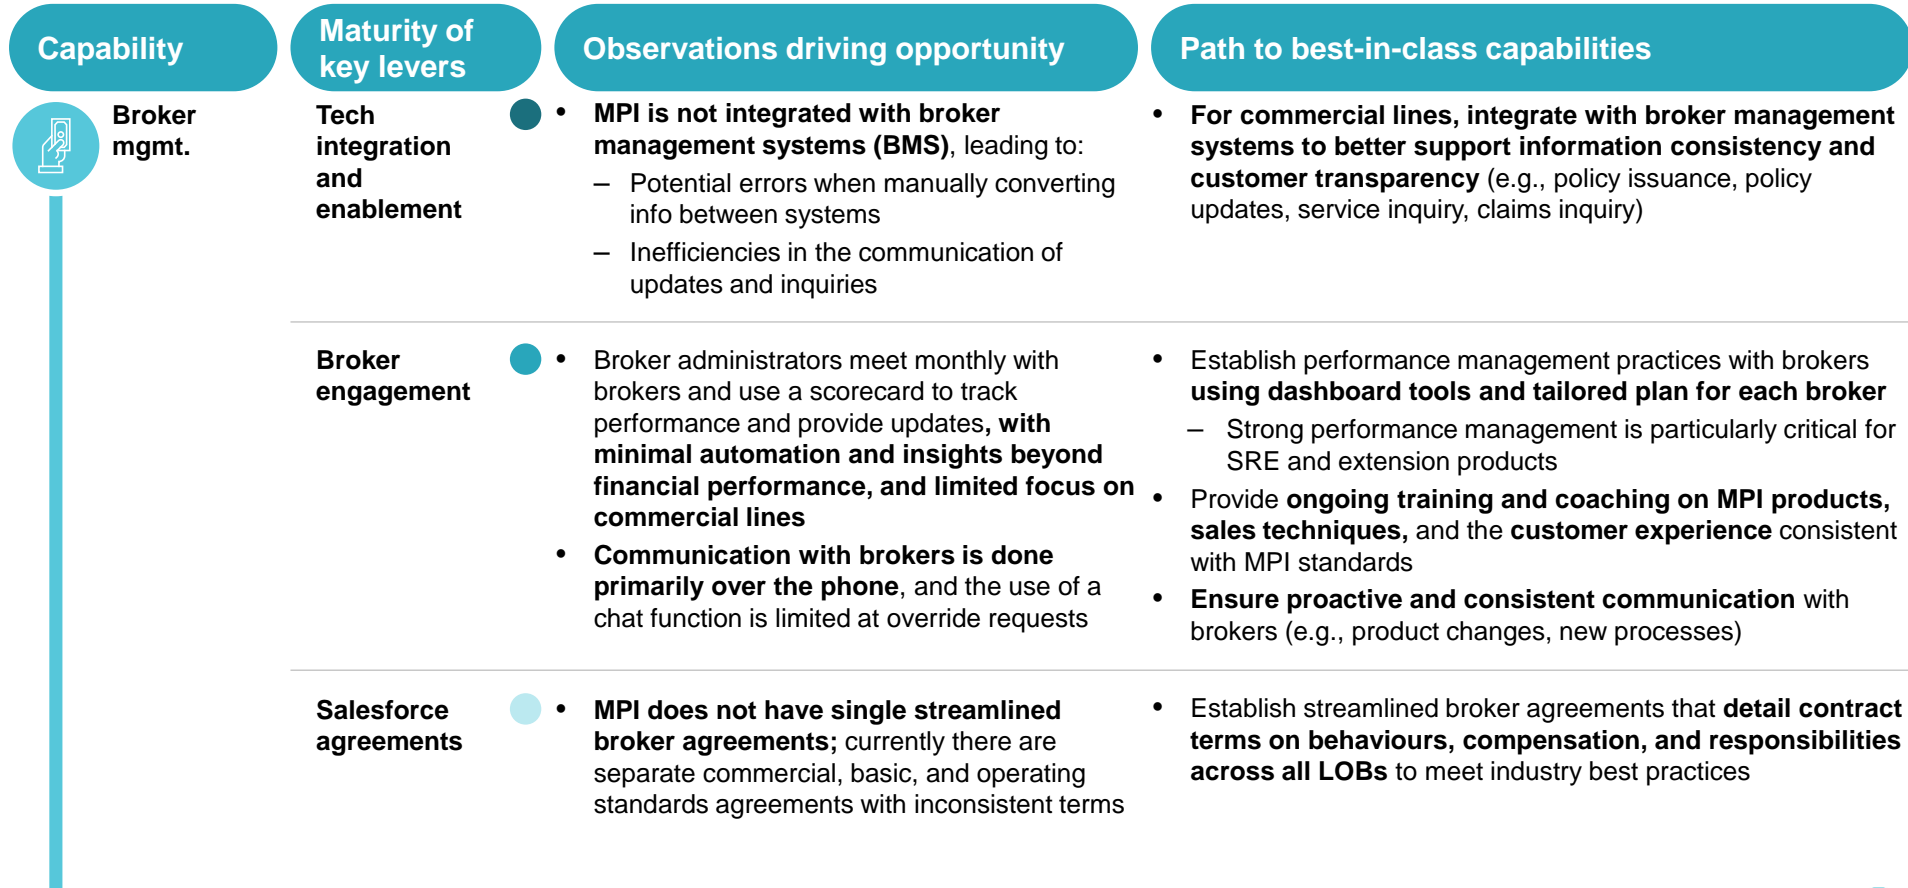 Capability
Maturity of
key levers
Observations driving opportunity
Path to best-in-class capabilities
Broker
mgmt.
Tech
integration
and
enablement
• MPI is not integrated with broker
management systems (BMS), leading to:
– Potential errors when manually converting
info between systems
– Inefficiencies in the communication of
updates and inquiries
• For commercial lines, integrate with broker management
systems to better support information consistency and
customer transparency (e.g., policy issuance, policy
updates, service inquiry, claims inquiry)
Broker
engagement
• Broker administrators meet monthly with
brokers and use a scorecard to track
performance and provide updates, with
minimal automation and insights beyond
financial performance, and limited focus on
commercial lines
• Communication with brokers is done
primarily over the phone, and the use of a
chat function is limited at override requests
• Establish performance management practices with brokers
using dashboard tools and tailored plan for each broker
– Strong performance management is particularly critical for
SRE and extension products
• Provide ongoing training and coaching on MPI products,
sales techniques, and the customer experience consistent
with MPI standards
• Ensure proactive and consistent communication with
brokers (e.g., product changes, new processes)
Salesforce
agreements
• MPI does not have single streamlined
broker agreements; currently there are
separate commercial, basic, and operating
standards agreements with inconsistent terms
• Establish streamlined broker agreements that detail contract
terms on behaviours, compensation, and responsibilities
across all LOBs to meet industry best practices